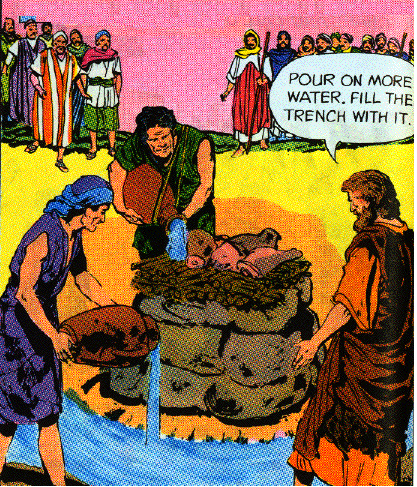 POUR ON MORE
WATER. FILL THE
TRENCH WITH IT.